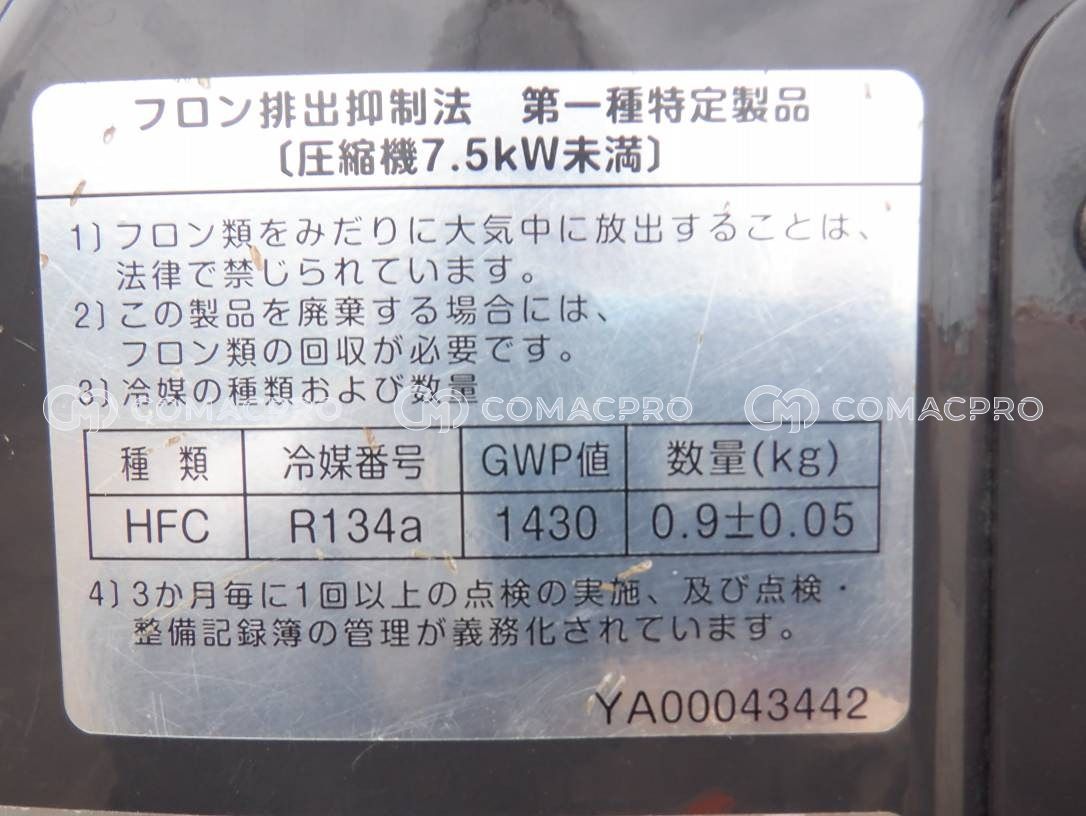 フロン排出抑制法　第一種特定製品
〔圧縮機7.5kW未満〕
1〕フロン類をみだりに大気中に放出することは、
法律で禁じられています。
2〕この製品を廃棄する場合には、
フロン類の回収が必要です。
3〕冷媒の種類および数量
COMACPRO COMACPRO COMACPRO
種 類 冷媒番号 GWP値 数量(kg)
HFC R134a 1430 0.9±0.05
4〕3か月毎に1回以上の点検の実施、及び点検・
整備記録簿の管理が義務化されています。
YA00043442